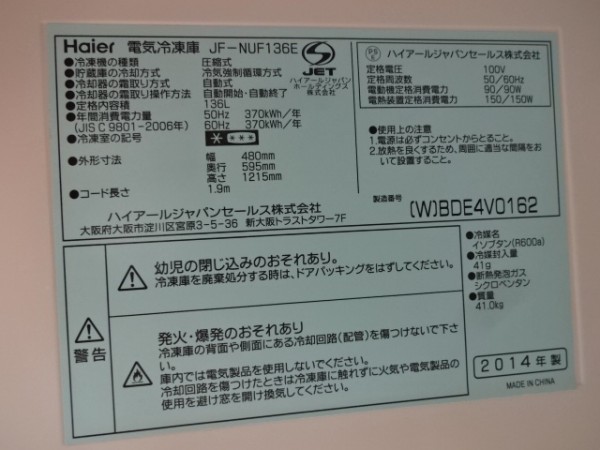 Haier 電気冷凍庫 JF-NUF136E
●冷凍機の種類 圧縮式
●貯蔵庫の冷却方式 冷気強制循環方式
●冷却器の霜取り方式 自動式
●冷却器の霜取り操作方法 自動開始・自動終了
●定格内容積 136L
●年間消費電力量 50Hz 370kWh/年
(JIS C 9801-2006年) 60Hz 370kWh/年
●冷凍室の記号
●外形寸法 幅 480mm
奥行 595mm
高さ 1215mm
●コード長さ 1.9m
ハイアールジャパンセールス株式会社
大阪府大阪市淀川区宮原3-5-36 新大阪トラストタワー7F
JET
ハイアールジャパン
ホールディングス
株式会社
PS
E
ハイアールジャパンセールス株式会社
定格電圧 100V
定格周波数 50/60Hz
電動機定格消費電力 90/90W
電熱装置定格消費電力 150/150W
●使用上の注意
1.電源は必ずコンセントからとること。
2.放熱を良くするため、周囲に適当な間隔をおい
て設置すること。
製造番号 (W)BDE4V0162
警告
幼児の閉じ込みのおそれあり。
冷凍庫を廃棄処分する時は、ドアパッキングをはずしてください。
発火・爆発のおそれあり
冷凍庫の背面や側面にある冷却回路(配管)を傷つけないで下さ
い。
庫内では電気製品を使用しないでください。
冷却回路を傷つけたときは冷凍庫に触れずに火気や電気製品の
使用を避け窓を開け換気してください。
●冷媒名
イソブタン(R600a)
●冷媒封入量
41g
●断熱発泡ガス
シクロペンタン
●質量
41.0kg
2014年製
MADE IN CHINA